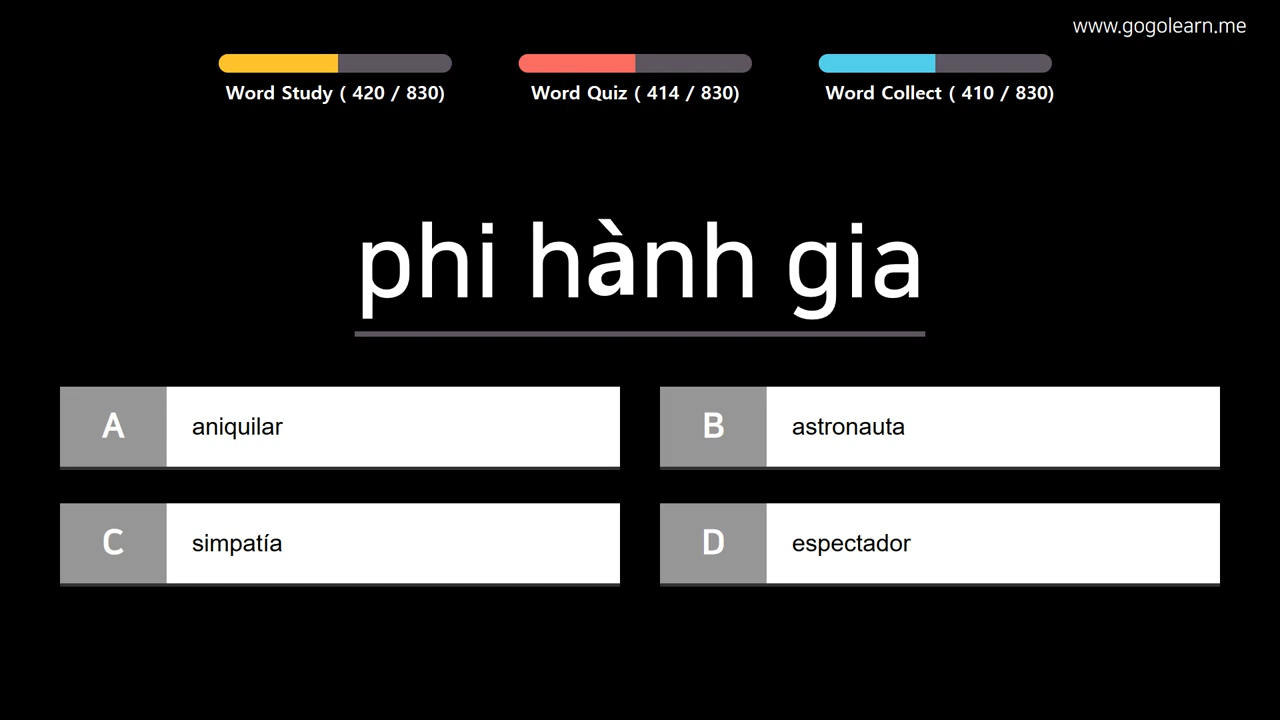 www.gogolearn.me
Word Study ( 420 / 830)
Word Quiz ( 414 / 830)
Word Collect ( 410 / 830)
phi hành gia
A aniquilar
B astronauta
C simpatía
D espectador